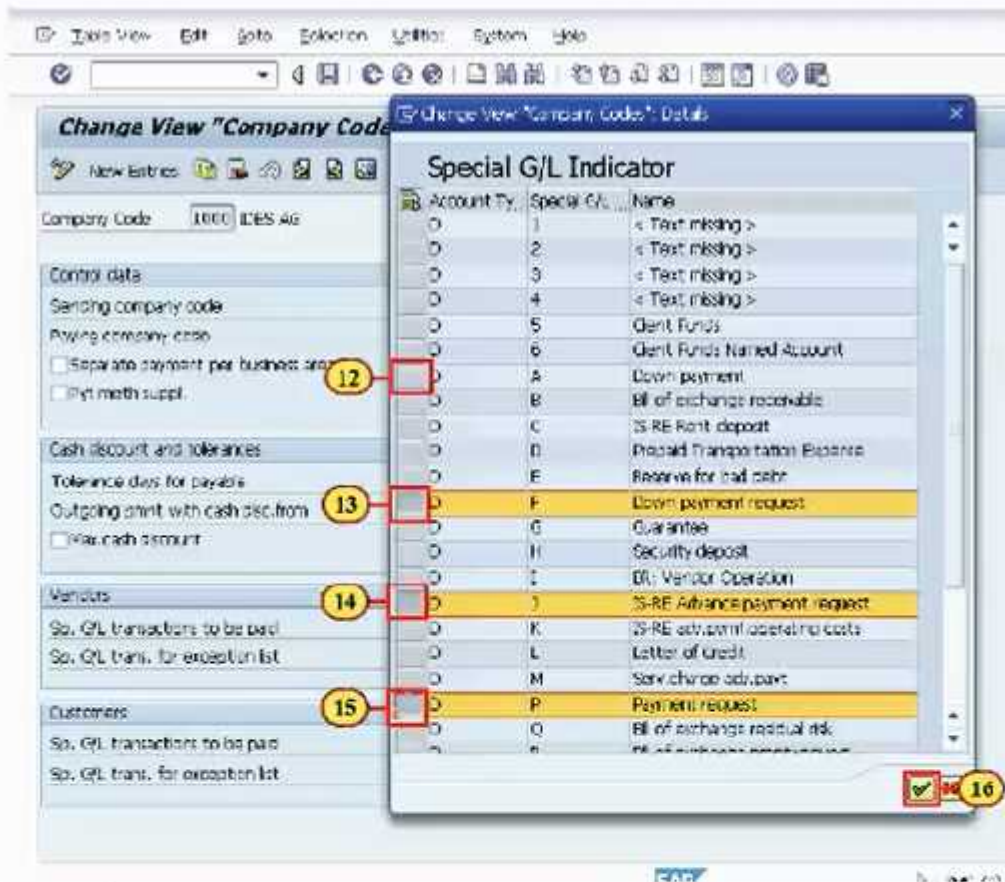 Table View Edit Goto Selection Utilities System Help
Change View "Company Code
New Entries
Company Code 1000 IDES AG
Control data
Sending company code
Paying company code
Separate payment per business area
Pyt meth suppl.
Cash discount and tolerances
Tolerance days for payable
Outgoing pmnt with cash disc.from
Max.cash discount
Vendors
Sp. G/L transactions to be paid
Sp. G/L trans. for exception list
Customers
Sp. G/L transactions to be paid
Sp. G/L trans. for exception list
Change View "Company Codes": Details
Special G/L Indicator
Account Ty.. Special G/L ... Name
D 1 < Text missing >
D 2 < Text missing >
D 3 < Text missing >
D 4 < Text missing >
D 5 Client Funds
D 6 Client Funds Named Account
12 D A Down payment
D B Bill of exchange receivable
D C IS-RE Rent deposit
D D Prepaid Transportation Expense
D E Reserve for bad debt
13 D F Down payment request
D G Guarantee
D H Security deposit
D I BR: Vendor Operation
14 D J IS-RE Advance payment request
D K IS-RE adv.pymt operating costs
D L Letter of credit
D M Serv.charge adv.paymt
15 D P Payment request
D Q Bill of exchange residual risk
16
SAP